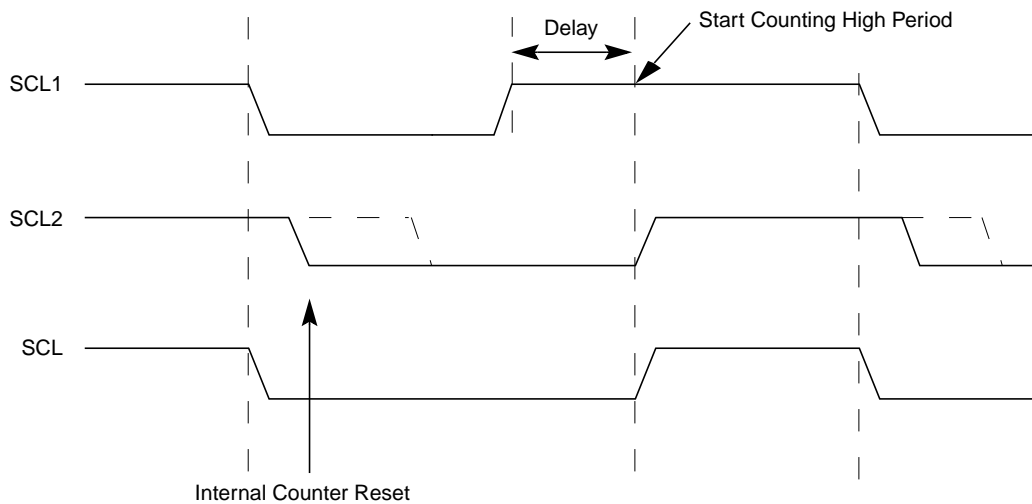 Start Counting High Period
Delay
SCL1
SCL2
SCL
Internal Counter Reset